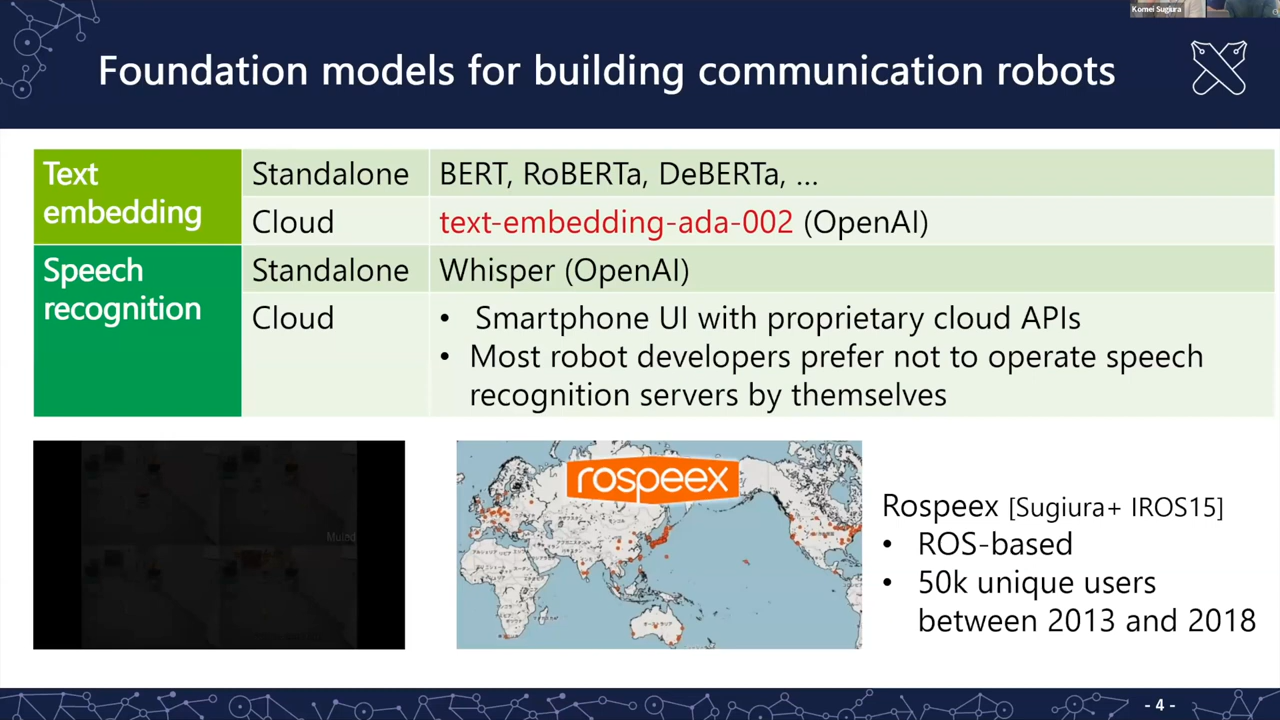 Komei Sugiura
Foundation models for building communication robots
Text
embedding
Standalone
BERT, RoBERTa, DeBERTa, ...
Cloud
text-embedding-ada-002 (OpenAI)
Speech
recognition
Standalone
Whisper (OpenAI)
Cloud
• Smartphone UI with proprietary cloud APIs
• Most robot developers prefer not to operate speech
recognition servers by themselves
rospeex
Rospeex [Sugiura+ IROS15]
• ROS-based
• 50k unique users
between 2013 and 2018
- 4 -